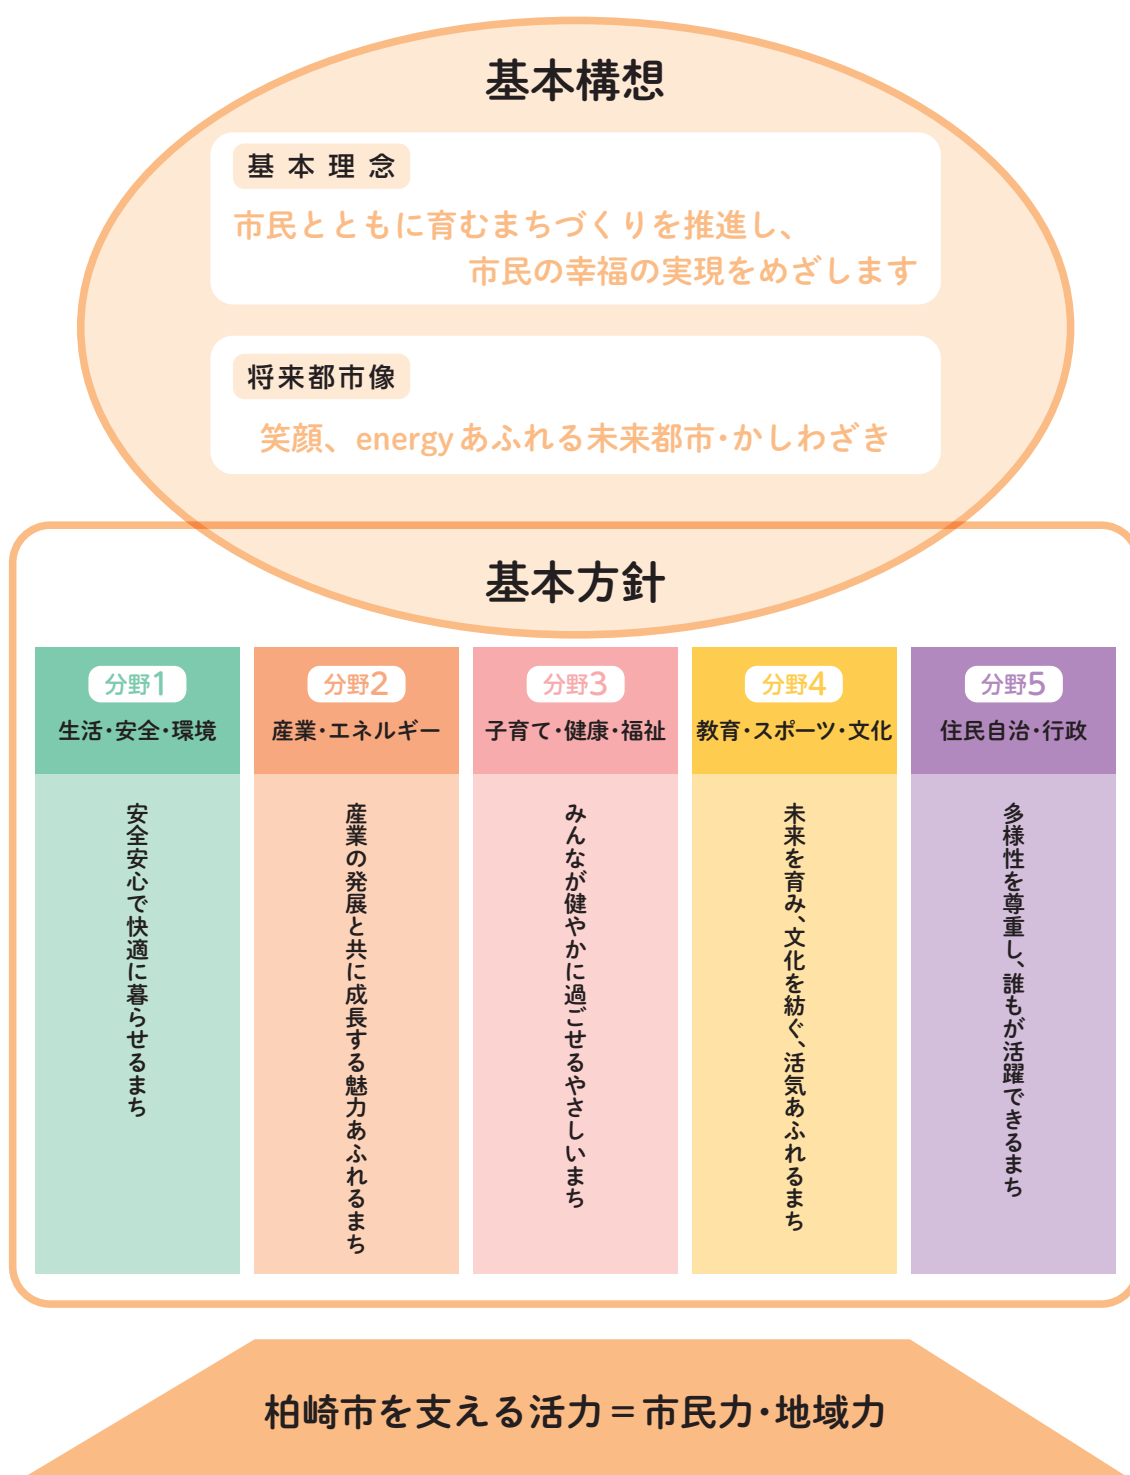 基本構想
基本理念
市民とともに育むまちづくりを推進し、
市民の幸福の実現をめざします
将来都市像
笑顔、energyあふれる未来都市・かしわざき
基本方針
分野1
生活・安全・環境
安全安心で快適に暮らせるまち
分野2
産業・エネルギー
産業の発展と共に成長する魅力あふれるまち
分野3
子育て・健康・福祉
みんなが健やかに過ごせるやさしいまち
分野4
教育・スポーツ・文化
未来を育み、文化を紡ぐ、活気あふれるまち
分野5
住民自治・行政
多様性を尊重し、誰もが活躍できるまち
柏崎市を支える活力＝市民力・地域力